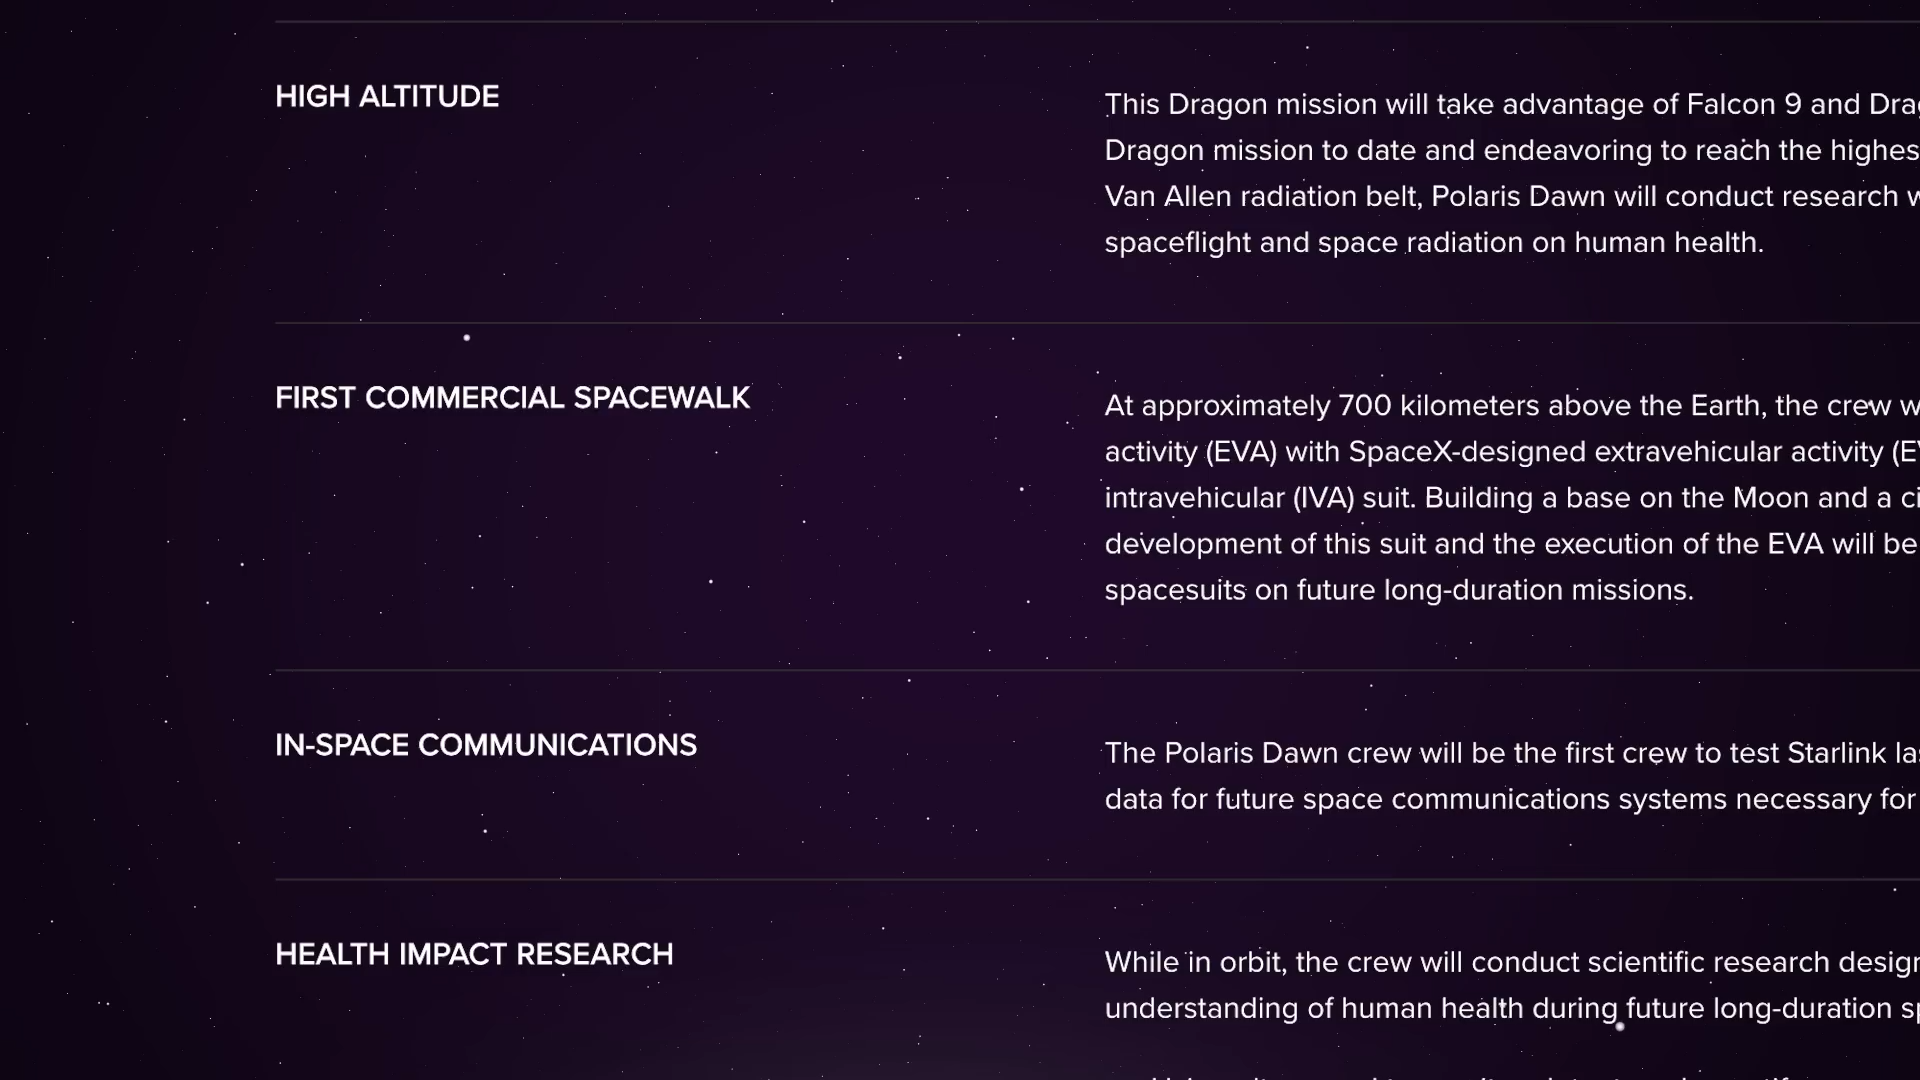 HIGH ALTITUDE
This Dragon mission will take advantage of Falcon 9 and
Dragon mission to date and endeavoring to reach the
Van Allen radiation belt, Polaris Dawn will conduct research
spaceflight and space radiation on human health.
FIRST COMMERCIAL SPACEWALK
At approximately 700 kilometers above the Earth, the crew
activity (EVA) with SpaceX-designed extravehicular activity
intravehicular (IVA) suit. Building a base on the Moon and a
development of this suit and the execution of the EVA will be
spacesuits on future long-duration missions.
IN-SPACE COMMUNICATIONS
The Polaris Dawn crew will be the first crew to test Starlink
data for future space communications systems necessary for
HEALTH IMPACT RESEARCH
While in orbit, the crew will conduct scientific research
understanding of human health during future long-duration